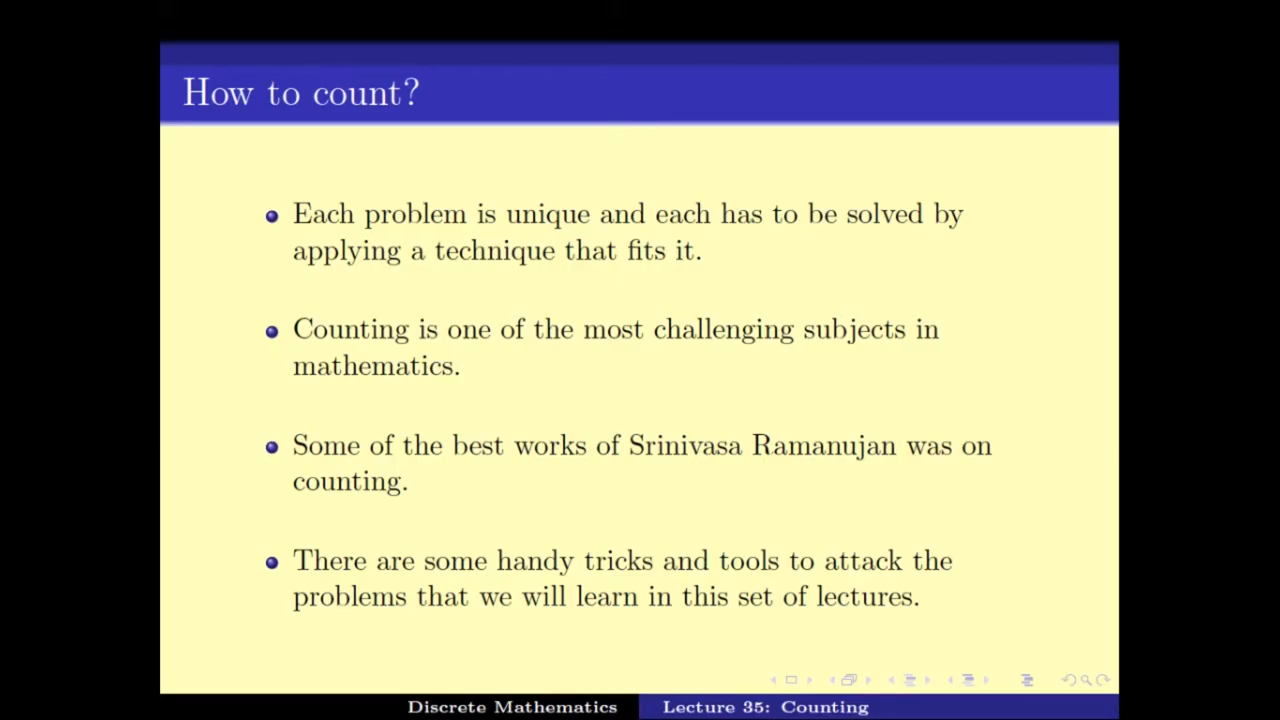 How to count?
Each problem is unique and each has to be solved by
applying a technique that fits it.
Counting is one of the most challenging subjects in
mathematics.
Some of the best works of Srinivasa Ramanujan was on
counting.
There are some handy tricks and tools to attack the
problems that we will learn in this set of lectures.
Discrete Mathematics Lecture 35: Counting